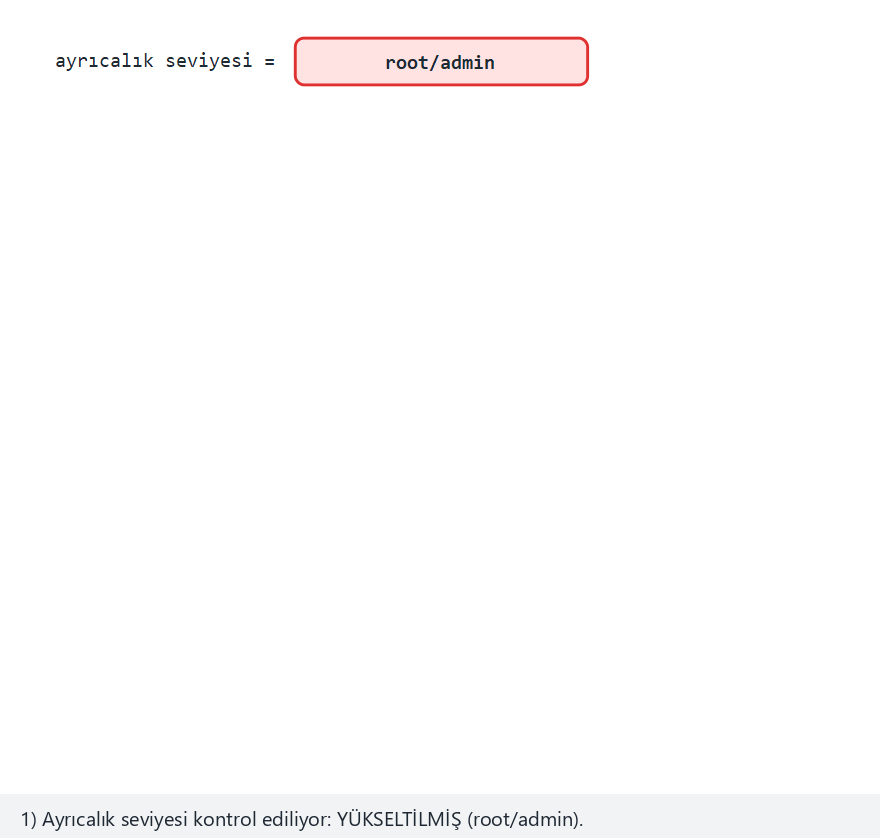 ayrıcalık seviyesi = root/admin
1) Ayrıcalık seviyesi kontrol ediliyor: YÜKSELTİLMİŞ (root/admin).